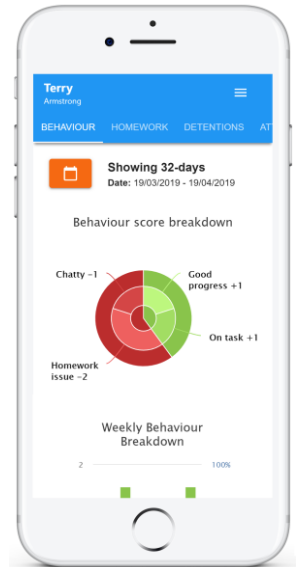 Terry
Armstrong
BEHAVIOUR HOMEWORK DETENTIONS AT
Showing 32-days
Date: 19/03/2019 - 19/04/2019
Behaviour score breakdown
Chatty −1
Good
progress +1
On task +1
Homework
issue −2
Weekly Behaviour
Breakdown
2 100%